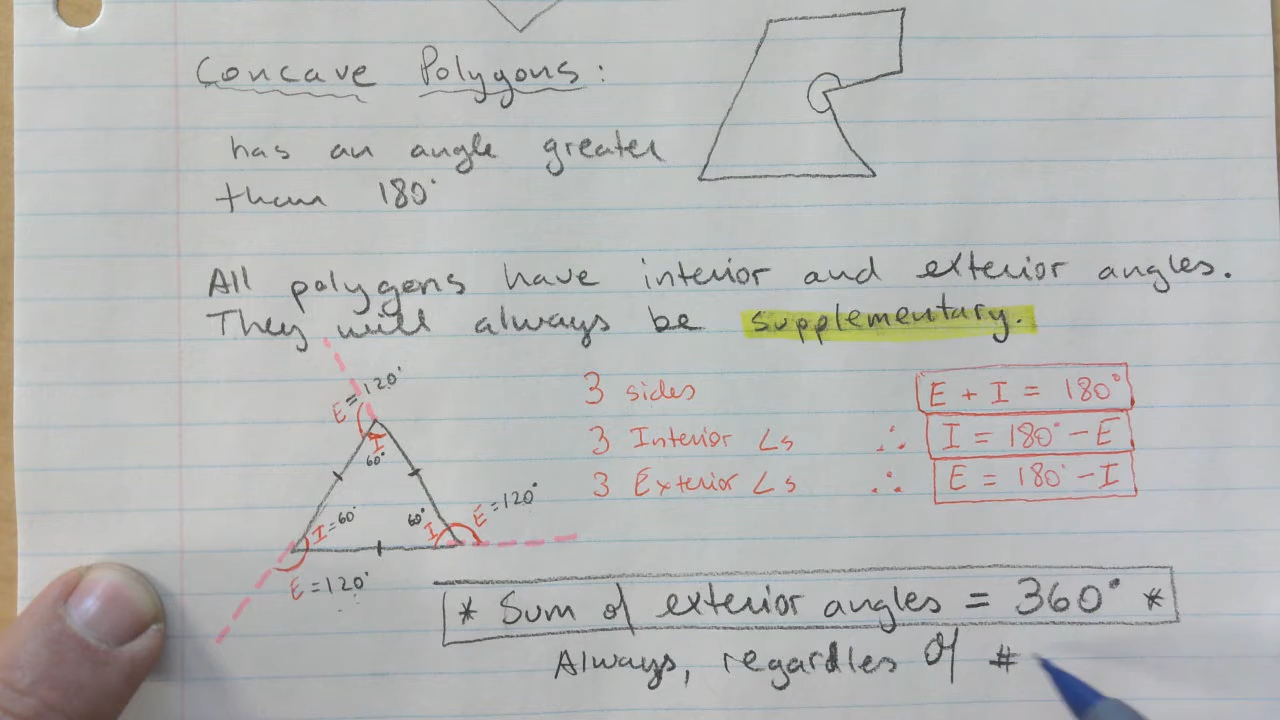 Concave Polygons:
has an angle greater
than 180°
All polygons have interior and exterior angles.
They will always be supplementary.
E=120°
I
60°
I=60°
60°
I
E=120°
E=120°
3 sides
3 Interior ∠s
3 Exterior ∠s
E + I = 180°
∴ I = 180° - E
∴ E = 180° - I
* Sum of exterior angles = 360° *
Always, regardles of #